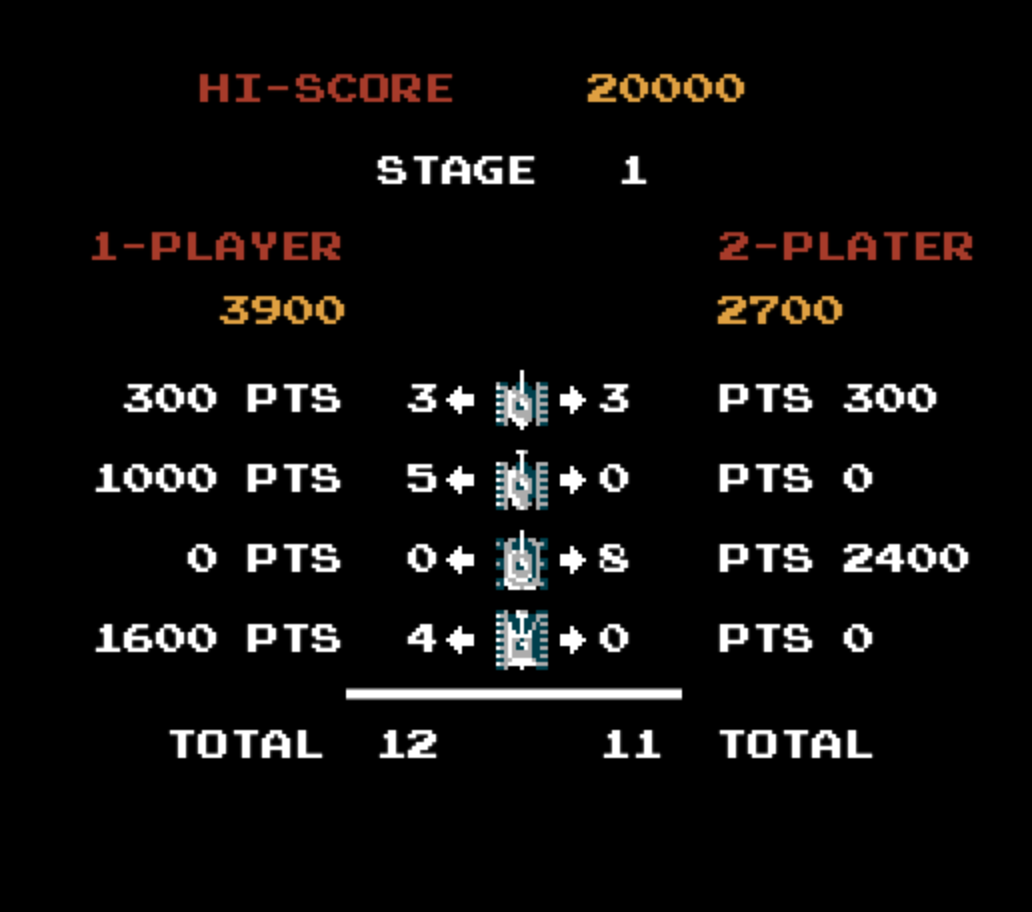 HI-SCORE 20000
STAGE 1
1-PLAYER 2-PLATER
3900 2700
300 PTS 3 3 PTS 300
1000 PTS 5 0 PTS 0
0 PTS 0 8 PTS 2400
1600 PTS 4 0 PTS 0
TOTAL 12 11 TOTAL